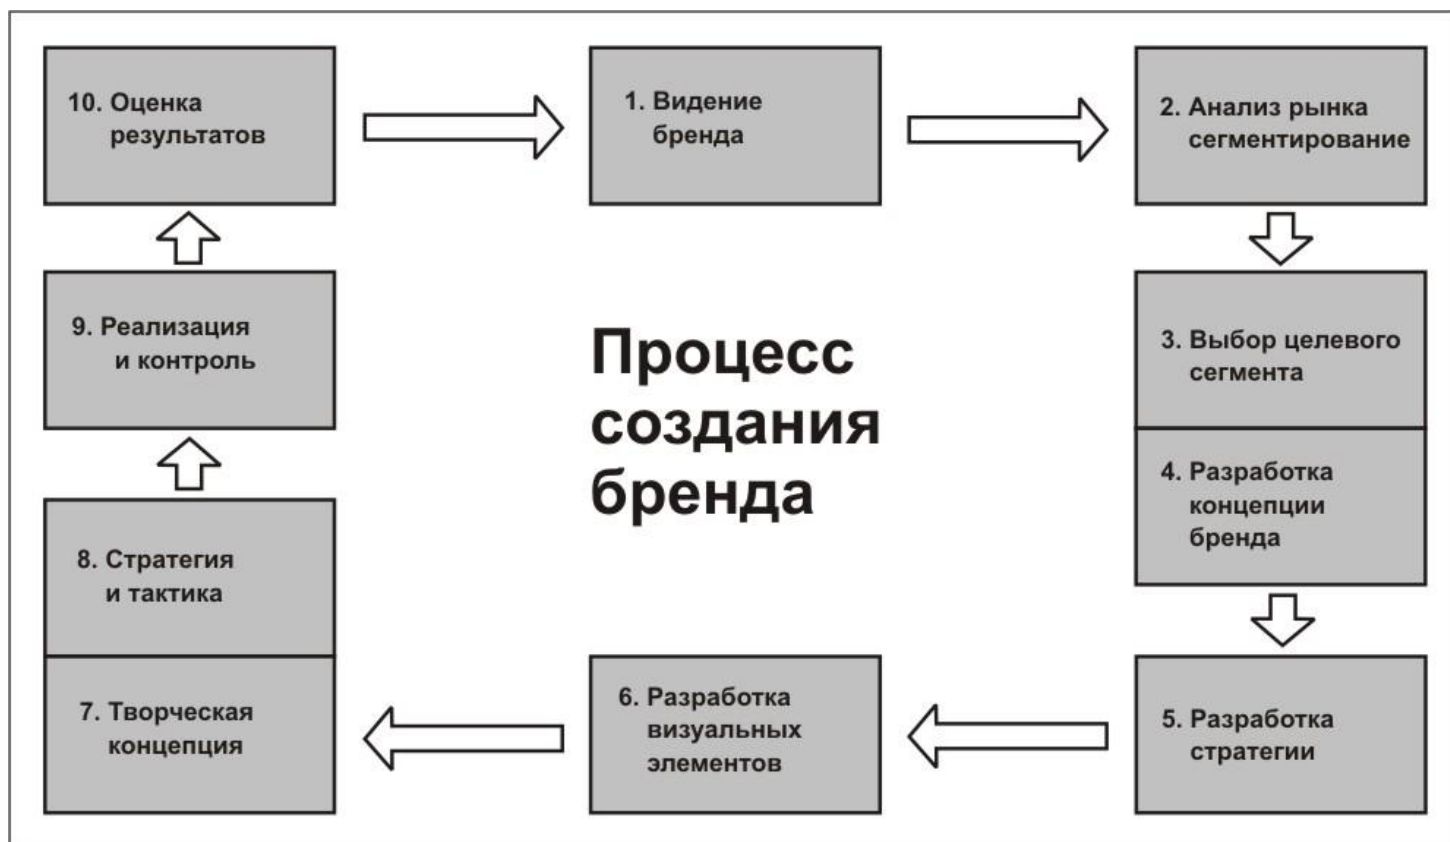 10. Оценка
результатов
1. Видение
бренда
2. Анализ рынка
сегментирование
9. Реализация
и контроль
Процесс
создания
бренда
3. Выбор целевого
сегмента
4. Разработка
концепции
бренда
8. Стратегия
и тактика
7. Творческая
концепция
6. Разработка
визуальных
элементов
5. Разработка
стратегии